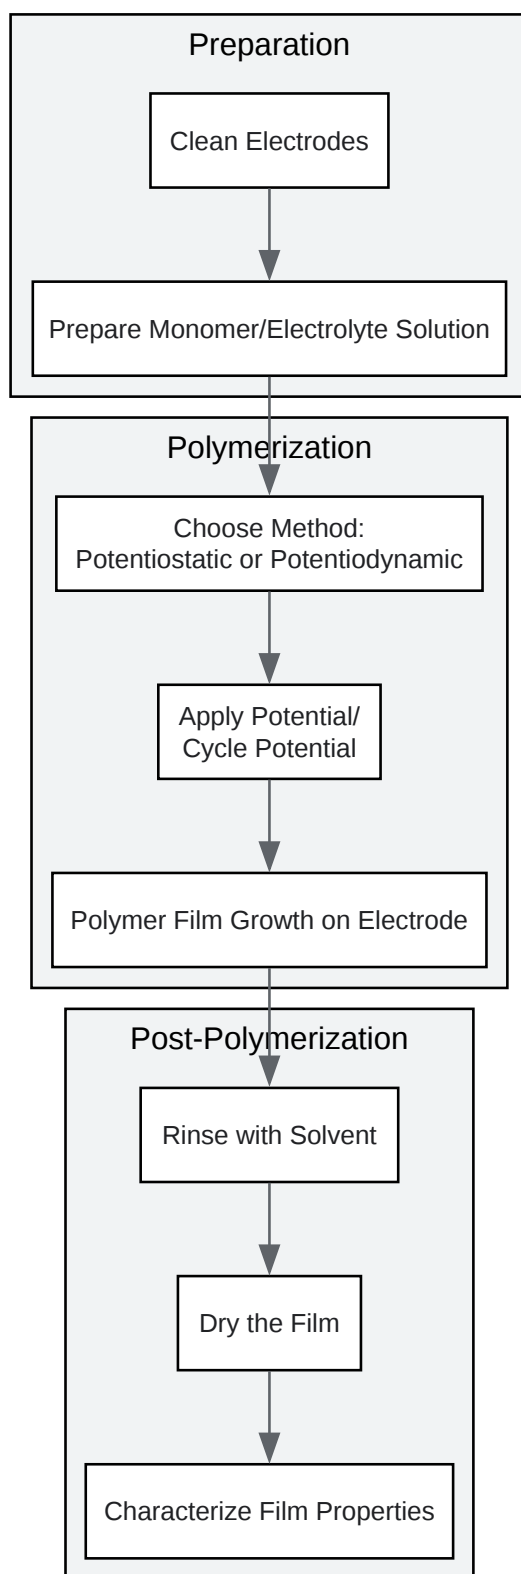 Preparation
Clean Electrodes
Prepare Monomer/Electrolyte Solution
Polymerization
Choose Method:
Potentiostatic or Potentiodynamic
Apply Potential/
Cycle Potential
Polymer Film Growth on Electrode
Post-Polymerization
Rinse with Solvent
Dry the Film
Characterize Film Properties